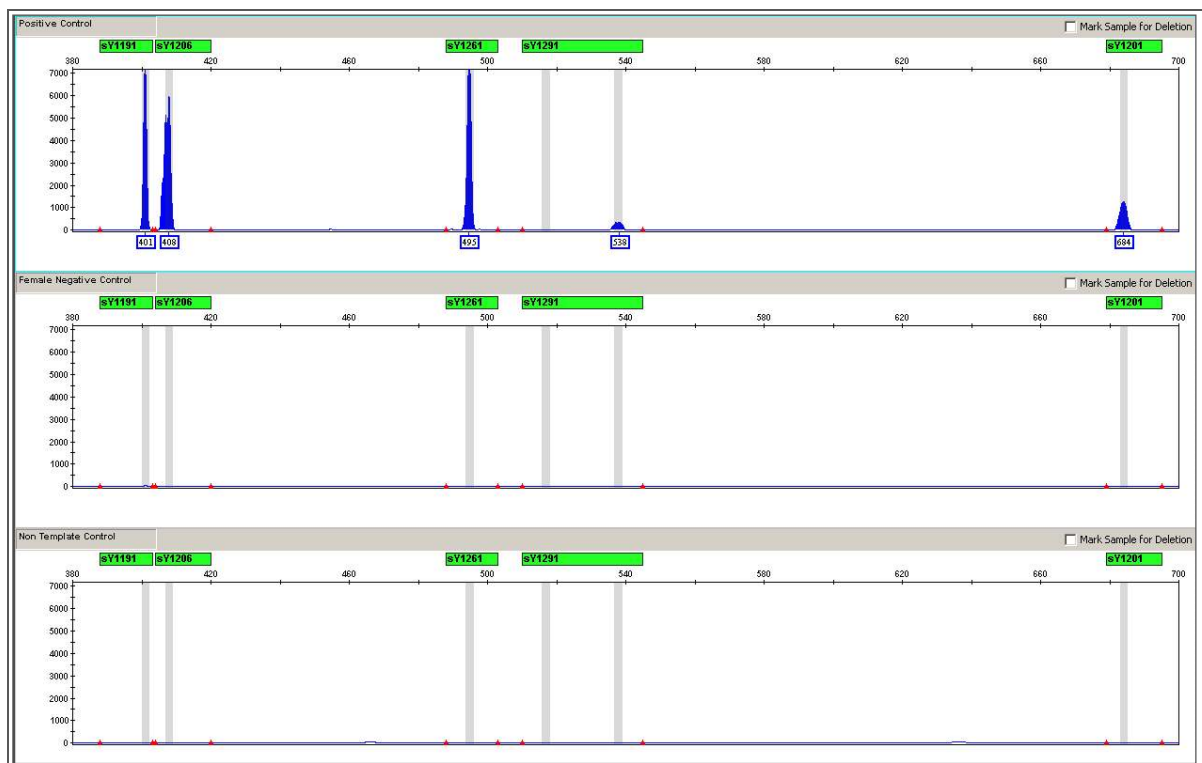 Positive Control
Mark Sample for Deletion
sY1191 sY1206 sY1261 sY1291 sY1201
380 420 460 500 540 580 620 660 700
7000
6000
5000
4000
3000
2000
1000
0
401 408 495 538 684
Female Negative Control
Mark Sample for Deletion
sY1191 sY1206 sY1261 sY1291 sY1201
380 420 460 500 540 580 620 660 700
7000
6000
5000
4000
3000
2000
1000
0
Non Template Control
Mark Sample for Deletion
sY1191 sY1206 sY1261 sY1291 sY1201
380 420 460 500 540 580 620 660 700
7000
6000
5000
4000
3000
2000
1000
0